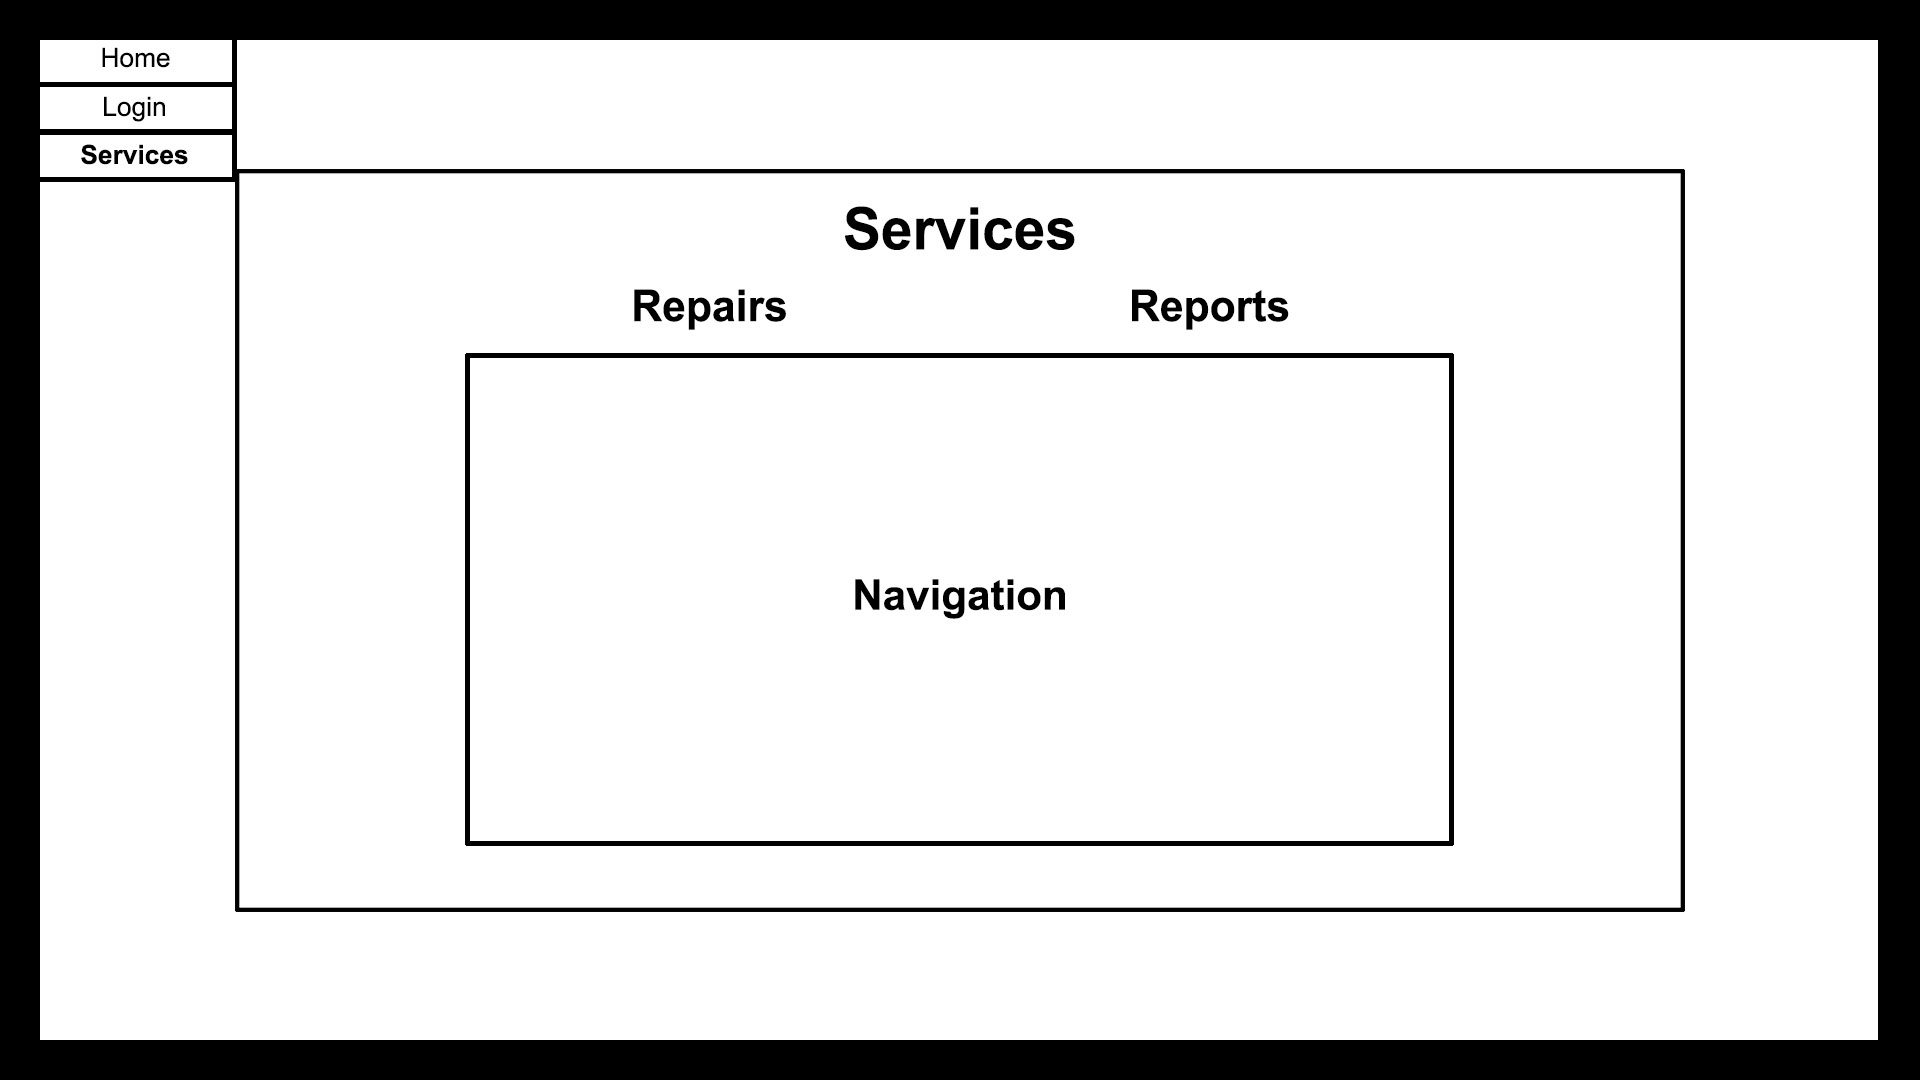 Home
Login
Services
Services
Repairs Reports
Navigation